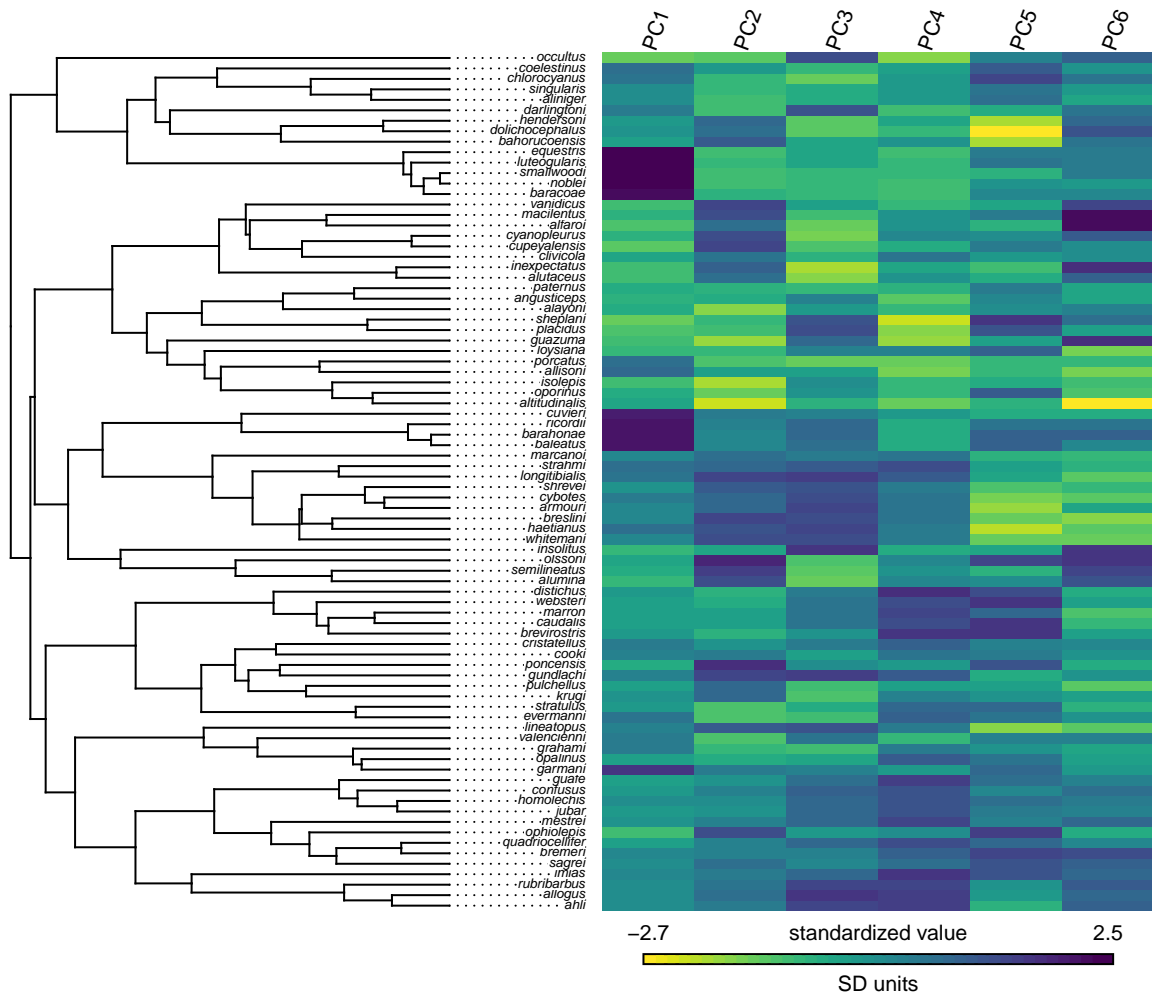 PC1 PC2 PC3 PC4 PC5 PC6
occultus
coelestinus
chlorocyanus
singularis
aliniger
darlingtoni
hendersoni
dolichocephalus
bahorucoensis
equestris
luteogularis
smallwoodi
noblei
baracoae
vanidicus
macilentus
alfaroi
cyanopleurus
cupeyalensis
clivicola
inexpectatus
alutaceus
paternus
angusticeps
alayoni
sheplani
placidus
guazuma
loysiana
porcatus
allisoni
isolepis
oporinus
altitudinalis
cuvieri
ricordii
barahonae
baleatus
marcanoi
strahmi
longitibialis
shrevei
cybotes
armouri
breslini
haetianus
whitemani
insolitus
olssoni
semilineatus
alumina
distichus
websteri
marron
caudalis
brevirostris
cristatellus
cooki
poncensis
gundlachi
pulchellus
krugi
stratulus
evermanni
lineatopus
valencienni
grahami
opalinus
garmani
guafe
confusus
homolechis
jubar
mestrei
ophiolepis
quadriocellifer
bremeri
sagrei
imias
rubribarbus
allogus
ahli
−2.7 standardized value 2.5
SD units